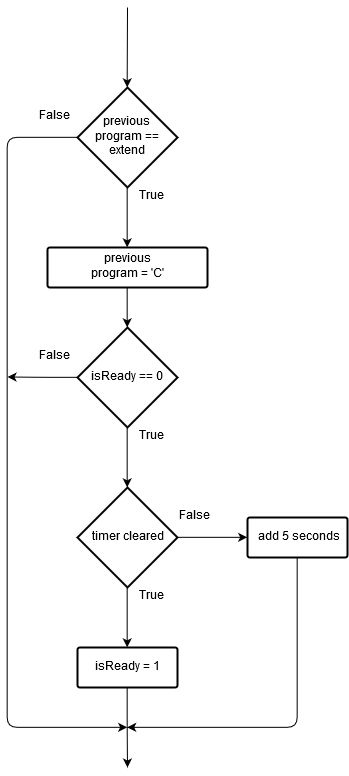 False
previous
program ==
extend
True
previous
program = 'C'
False
isReady == 0
True
False
timer cleared
add 5 seconds
True
isReady = 1